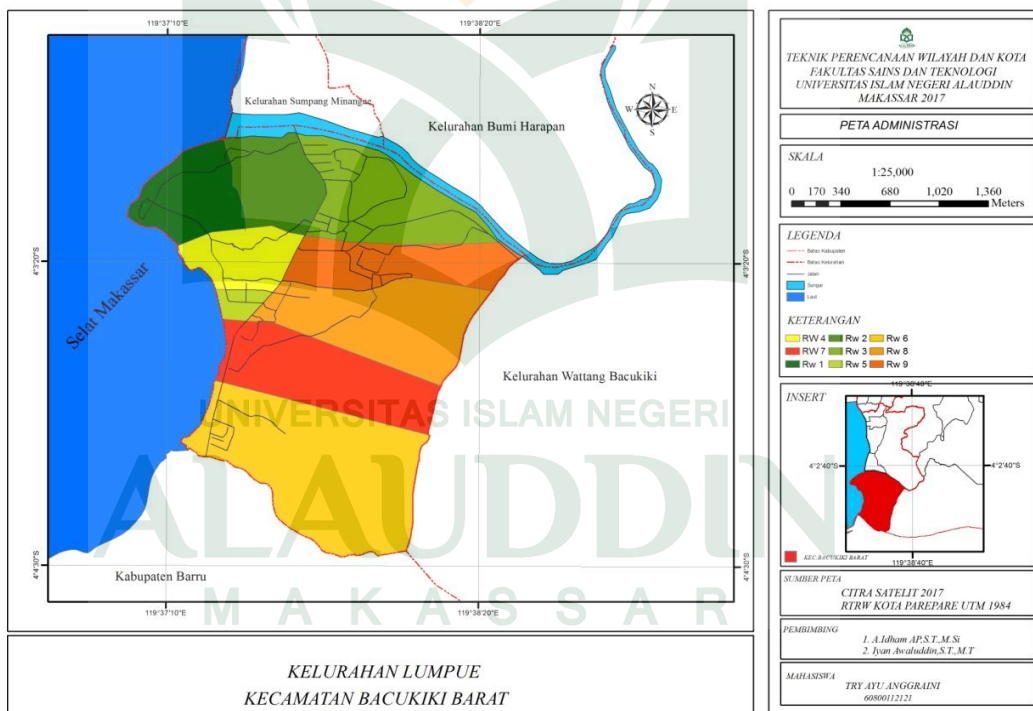 119°37'10"E
119°38'20"E
Kelurahan Sumpang Minangae
Kelurahan Bumi Harapan
N
W E
S
4°3'20"S
4°3'20"S
Selat Makassar
Kelurahan Wattang Bacukiki
UNIVERSITAS ISLAM NEGERI
ALAUDDIN
MAKASSAR
4°4'30"S
4°4'30"S
Kabupaten Barru
119°37'10"E
119°38'20"E
KELURAHAN LUMPUE
KECAMATAN BACUKIKI BARAT
TEKNIK PERENCANAAN WILAYAH DAN KOTA
FAKULTAS SAINS DAN TEKNOLOGI
UNIVERSITAS ISLAM NEGERI ALAUDDIN
MAKASSAR 2017
PETA ADMINISTRASI
SKALA
1:25,000
0 170 340 680 1,020 1,360
Meters
LEGENDA
Batas Kabupaten
Batas Kelurahan
Jalan
Sungai
Laut
KETERANGAN
RW 4 Rw 2 Rw 6
RW 7 Rw 3 Rw 8
Rw 1 Rw 5 Rw 9
INSERT
119°38'40"E
4°2'40"S
4°2'40"S
KEC.BACUKIKI BARAT
119°38'40"E
SUMBER PETA
CITRA SATELIT 2017
RTRW KOTA PAREPARE UTM 1984
PEMBIMBING
1. A.Idham AP,S.T.,M.Si
2. Iyan Awaluddin,S.T.,M.T
MAHASISWA
TRY AYU ANGGRAINI
60800112121